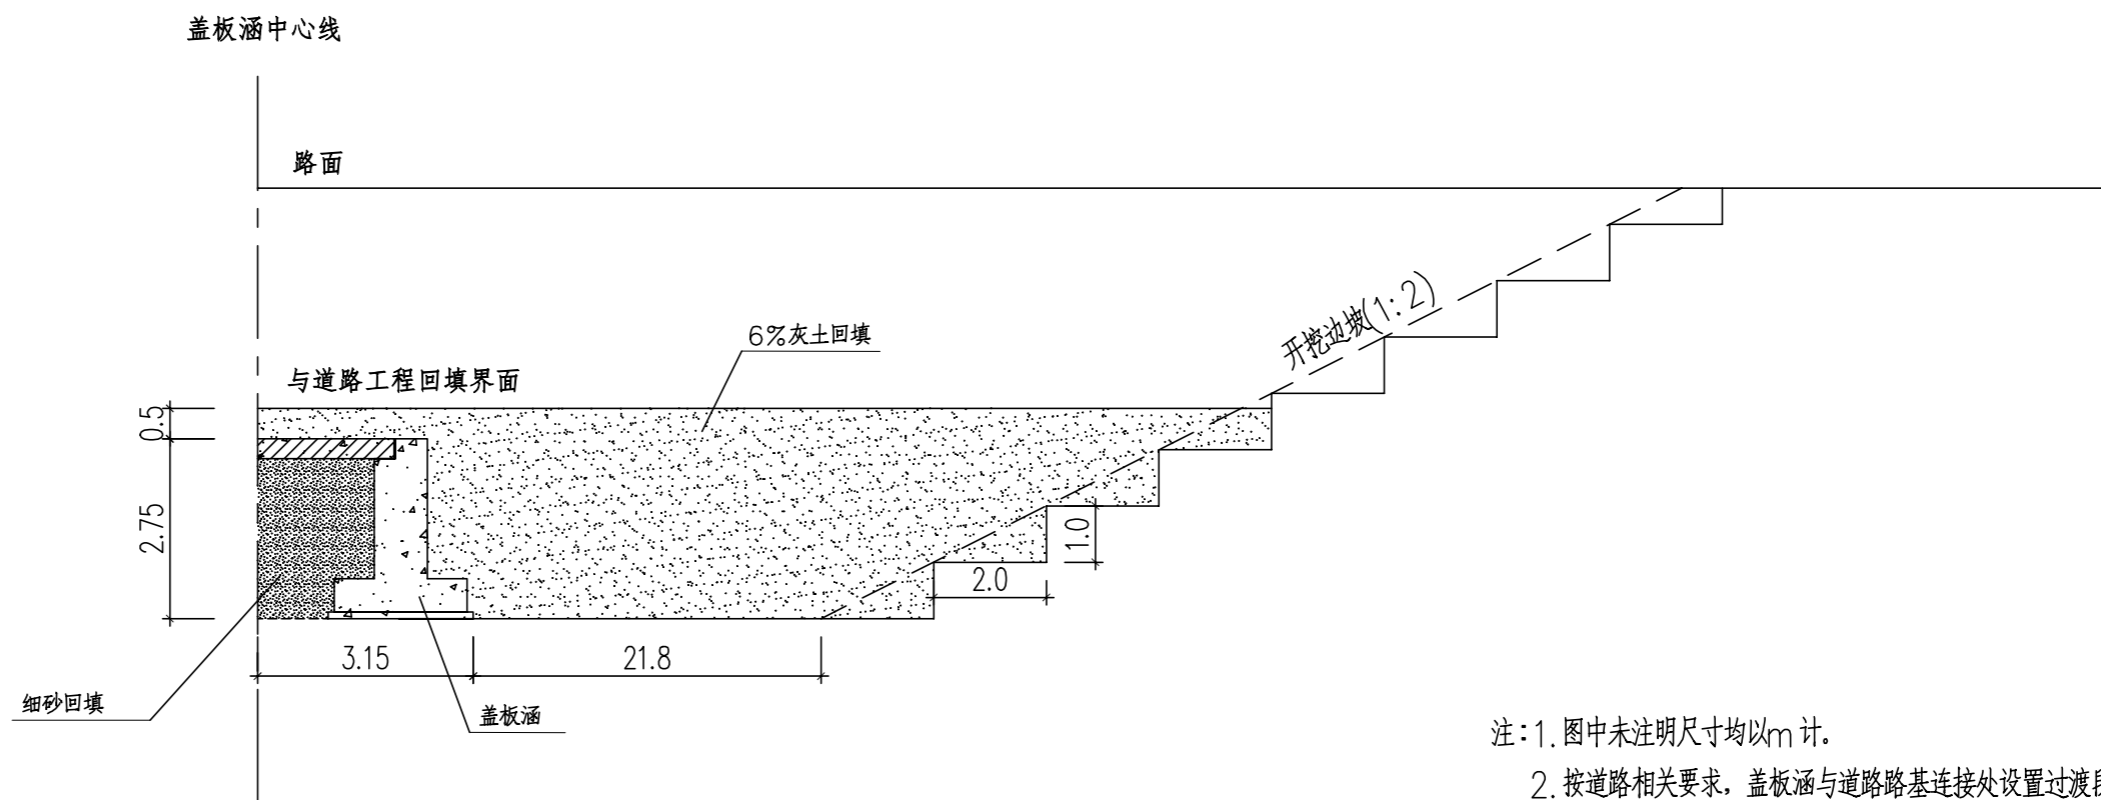 盖板涵中心线
路面
6%灰土回填
开挖边坡(1:2)
与道路工程回填界面
0.5
2.75
1.0
2.0
3.15
21.8
细砂回填
盖板涵
注:1.图中未注明尺寸均以m计。
2.按道路相关要求,盖板涵与道路路基连接处设置过渡段